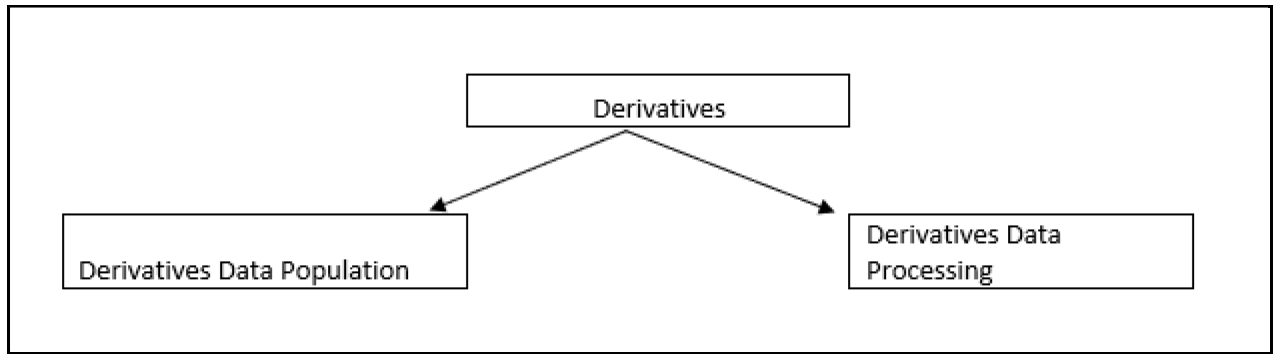 Derivatives
Derivatives Data Population
Derivatives Data
Processing